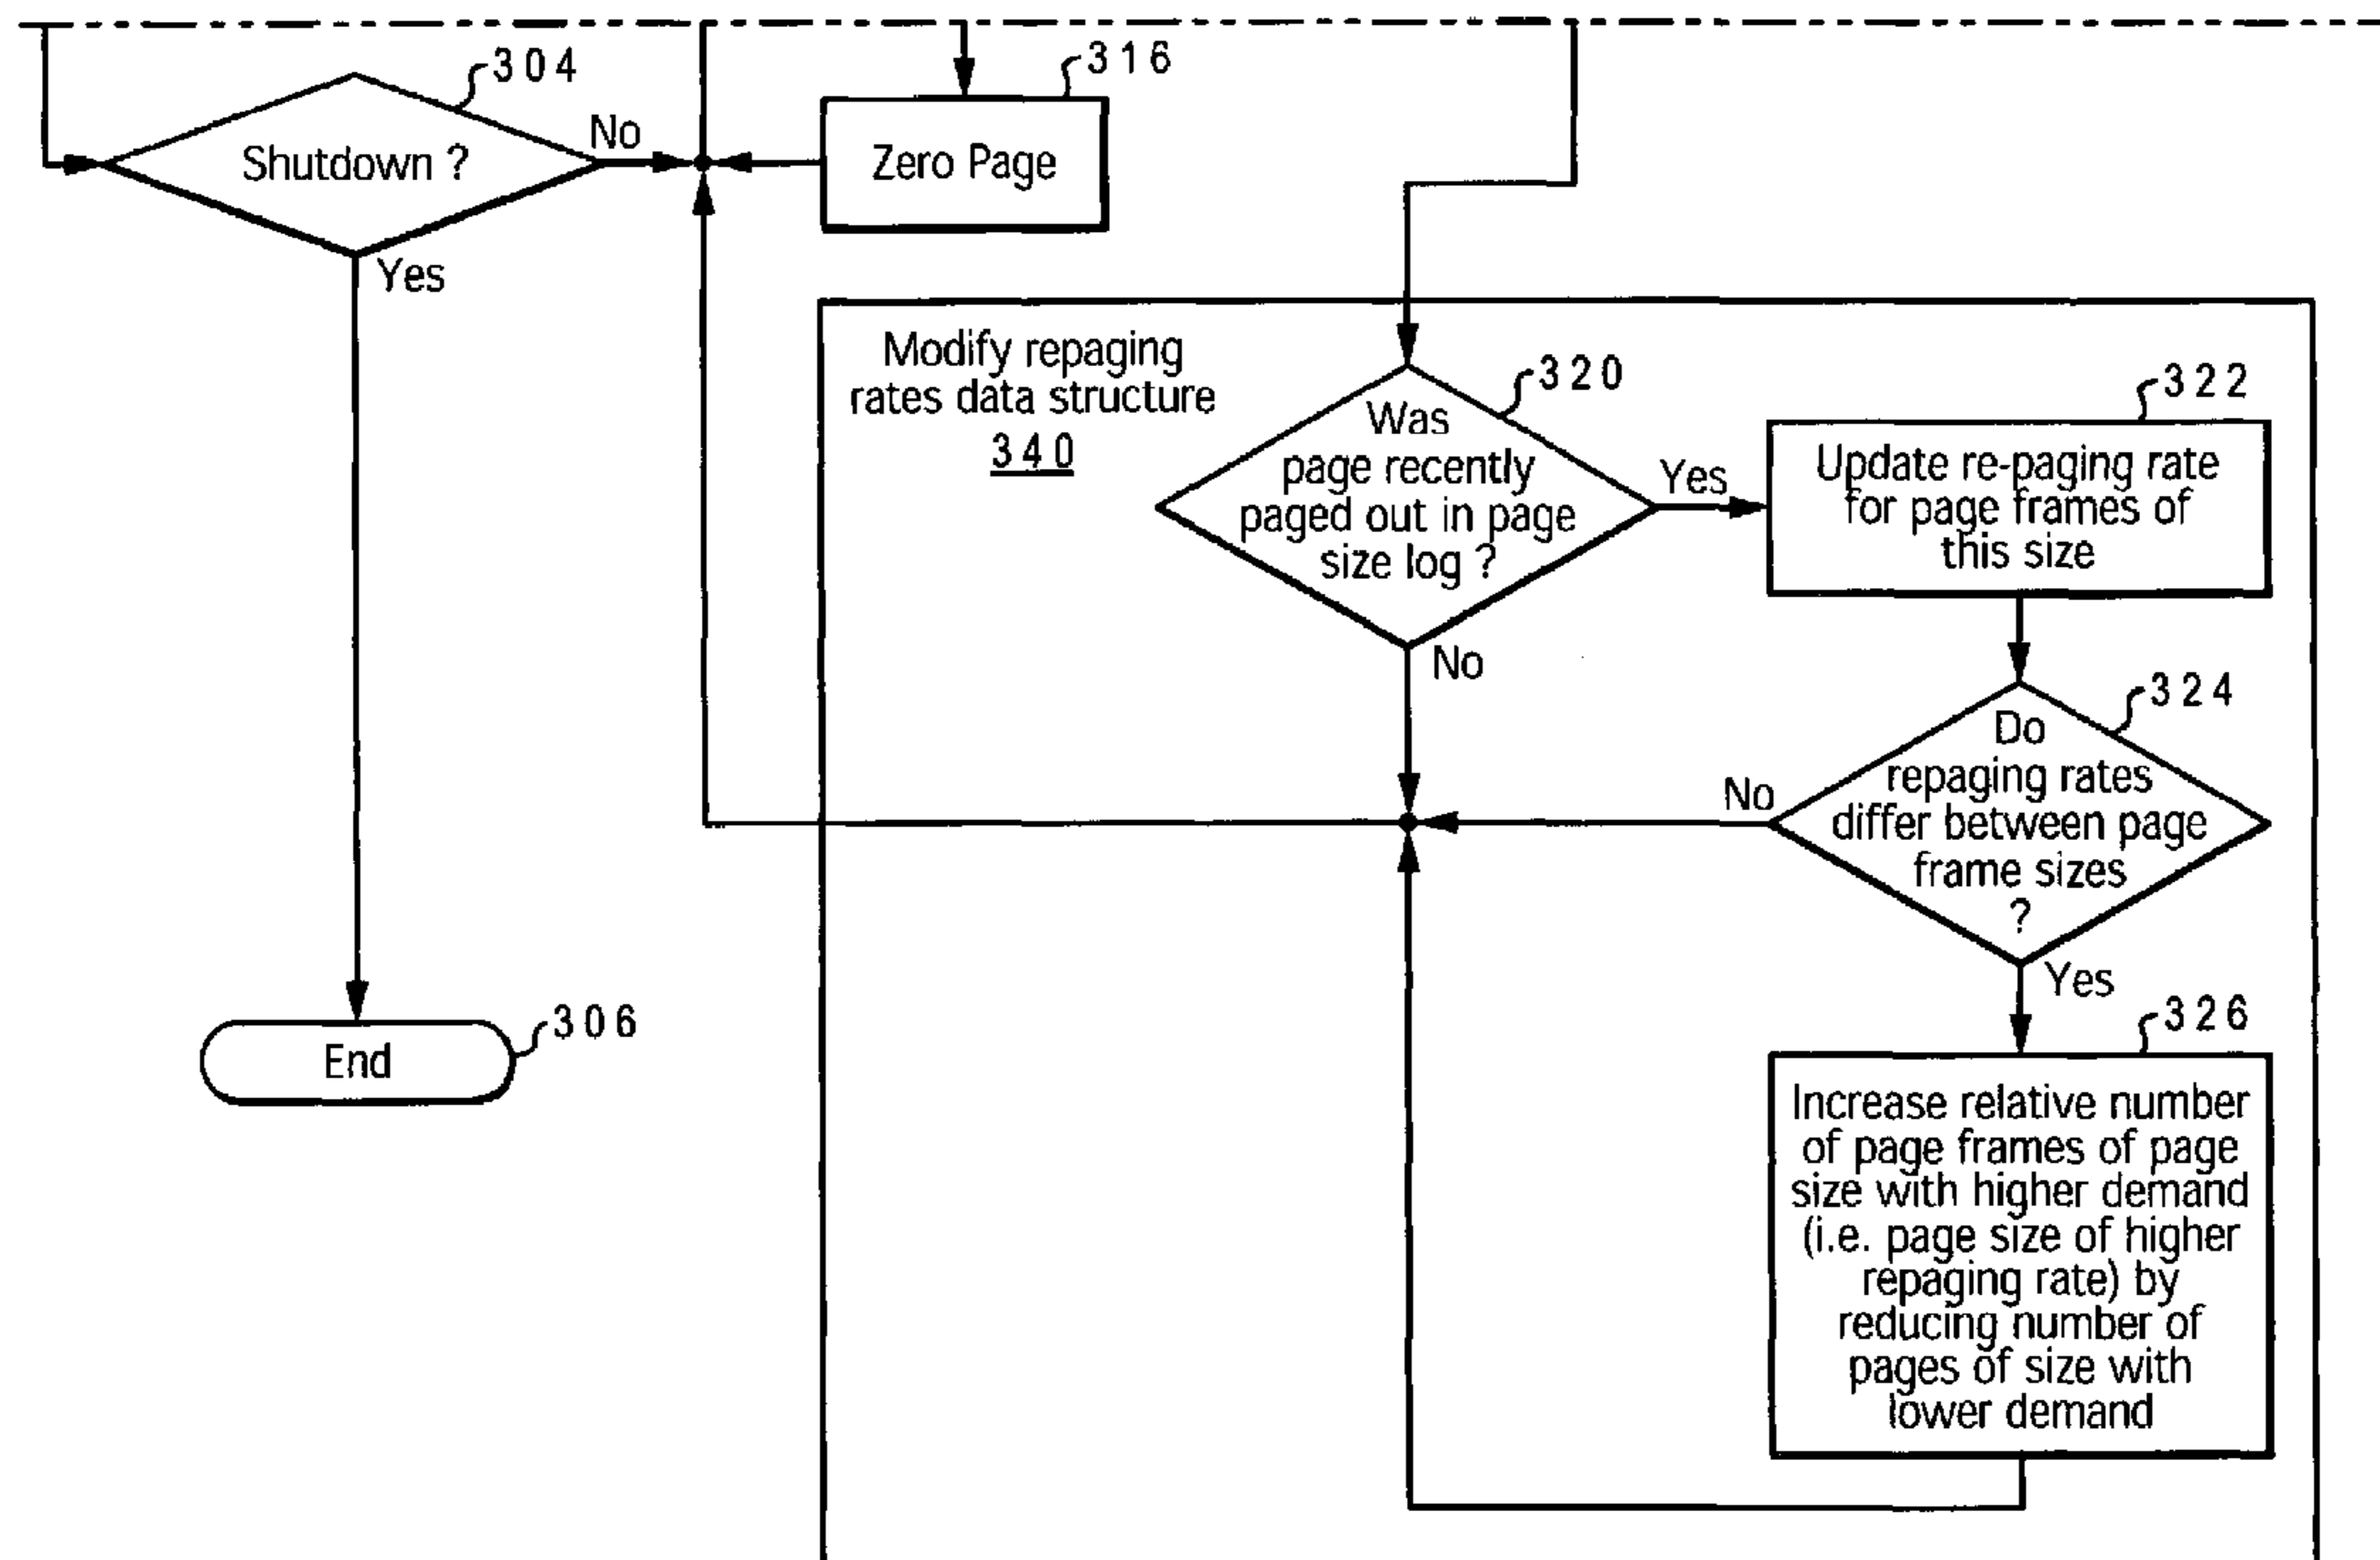 304
Shutdown ?
No
Yes
316
Zero Page
Modify repaging
rates data structure
340
320
Was
page recently
paged out in page
size log ?
Yes
No
322
Update re-paging rate
for page frames of
this size
324
Do
repaging rates
differ between page
frame sizes
?
No
Yes
306
End
326
Increase relative number
of page frames of page
size with higher demand
(i.e. page size of higher
repaging rate) by
reducing number of
pages of size with
lower demand